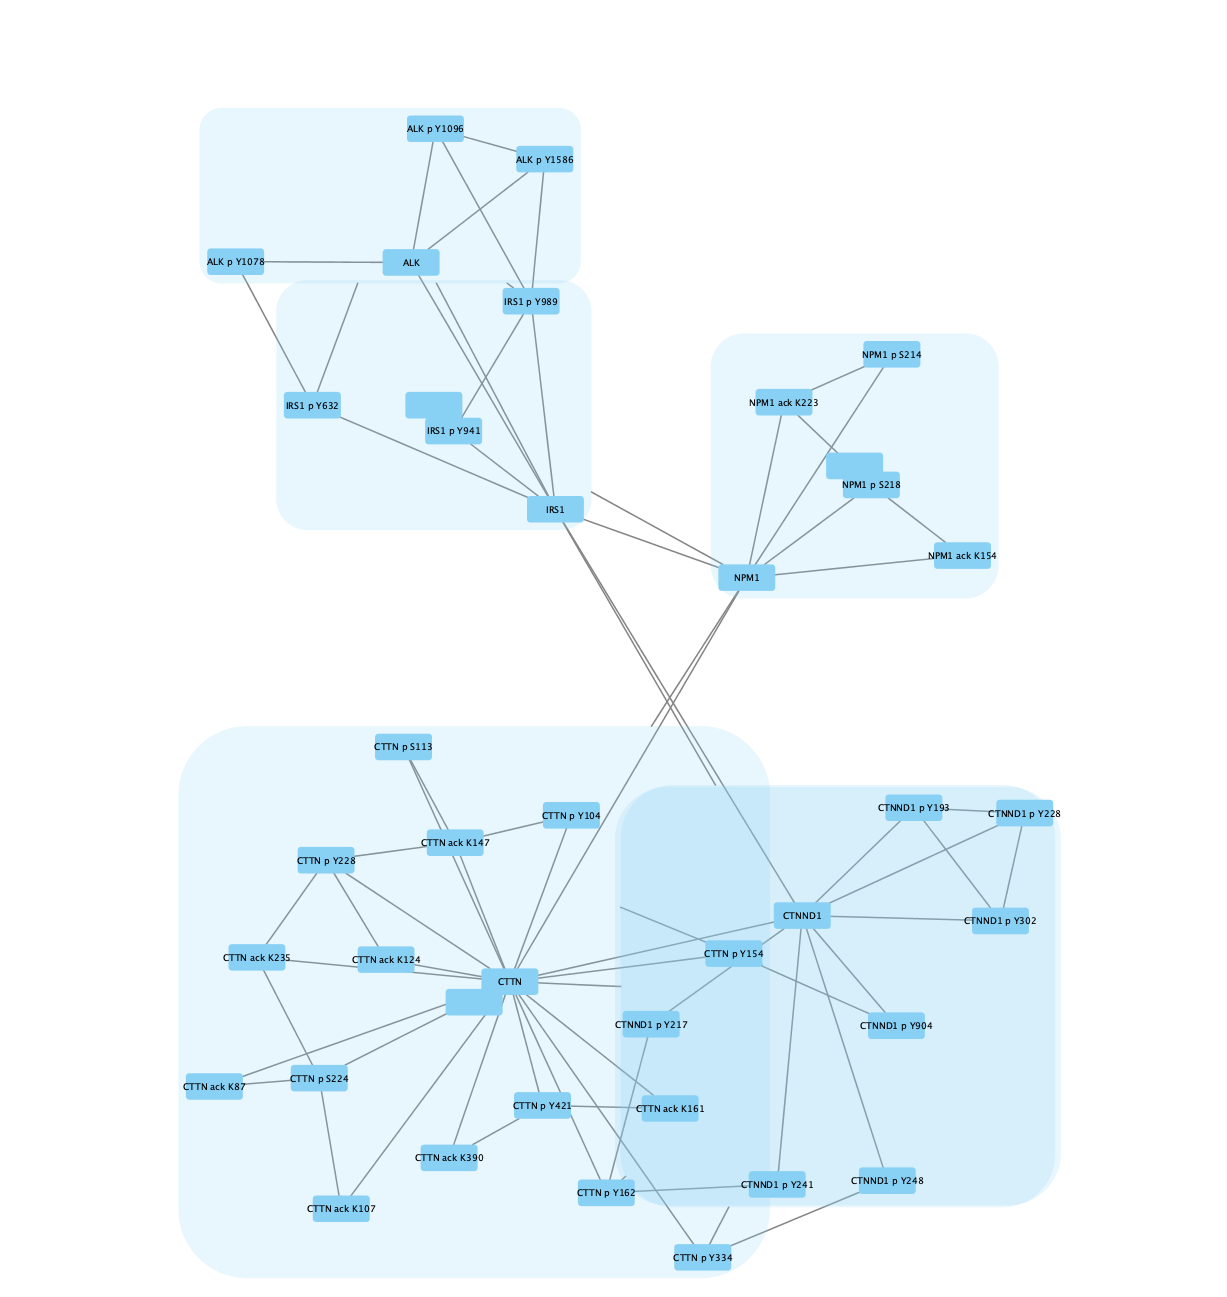 ALK p Y1096
ALK p Y1586
ALK p Y1078
ALK
IRS1 p Y989
IRS1 p Y632
IRS1 p Y941
IRS1
NPM1 p S214
NPM1 ack K223
NPM1 p S218
NPM1 ack K154
NPM1
CTTN p S113
CTTN p Y104
CTTN ack K147
CTTN p Y228
CTTN ack K235
CTTN ack K124
CTTN
CTTN p Y154
CTNND1 p Y193
CTNND1 p Y228
CTNND1
CTNND1 p Y302
CTNND1 p Y217
CTNND1 p Y904
CTTN ack K87
CTTN p S224
CTTN p Y421
CTTN ack K161
CTTN ack K390
CTTN ack K107
CTTN p Y162
CTNND1 p Y241
CTNND1 p Y248
CTTN p Y334